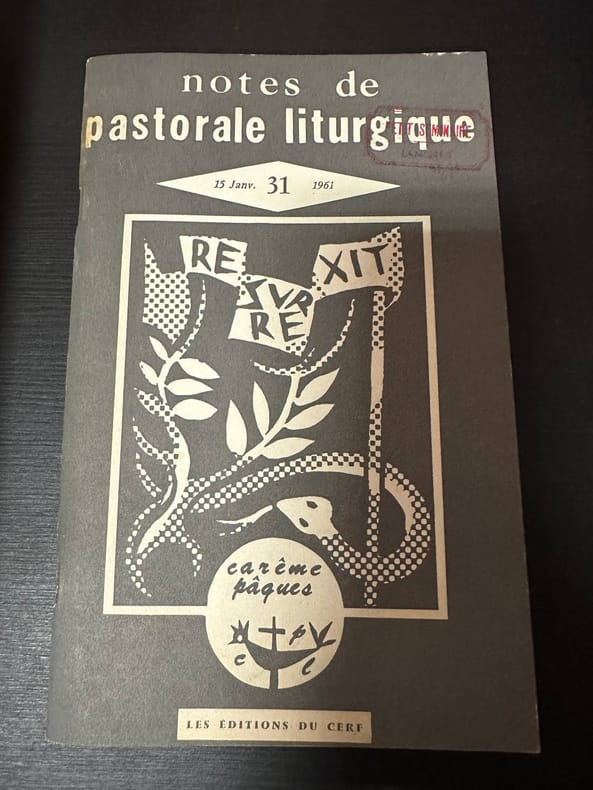 notes de
pastorale liturgique
15 Janv. 31 1961
RE
SVR
RE
XIT
carême
pâques
c p c
LES ÉDITIONS DU CERF